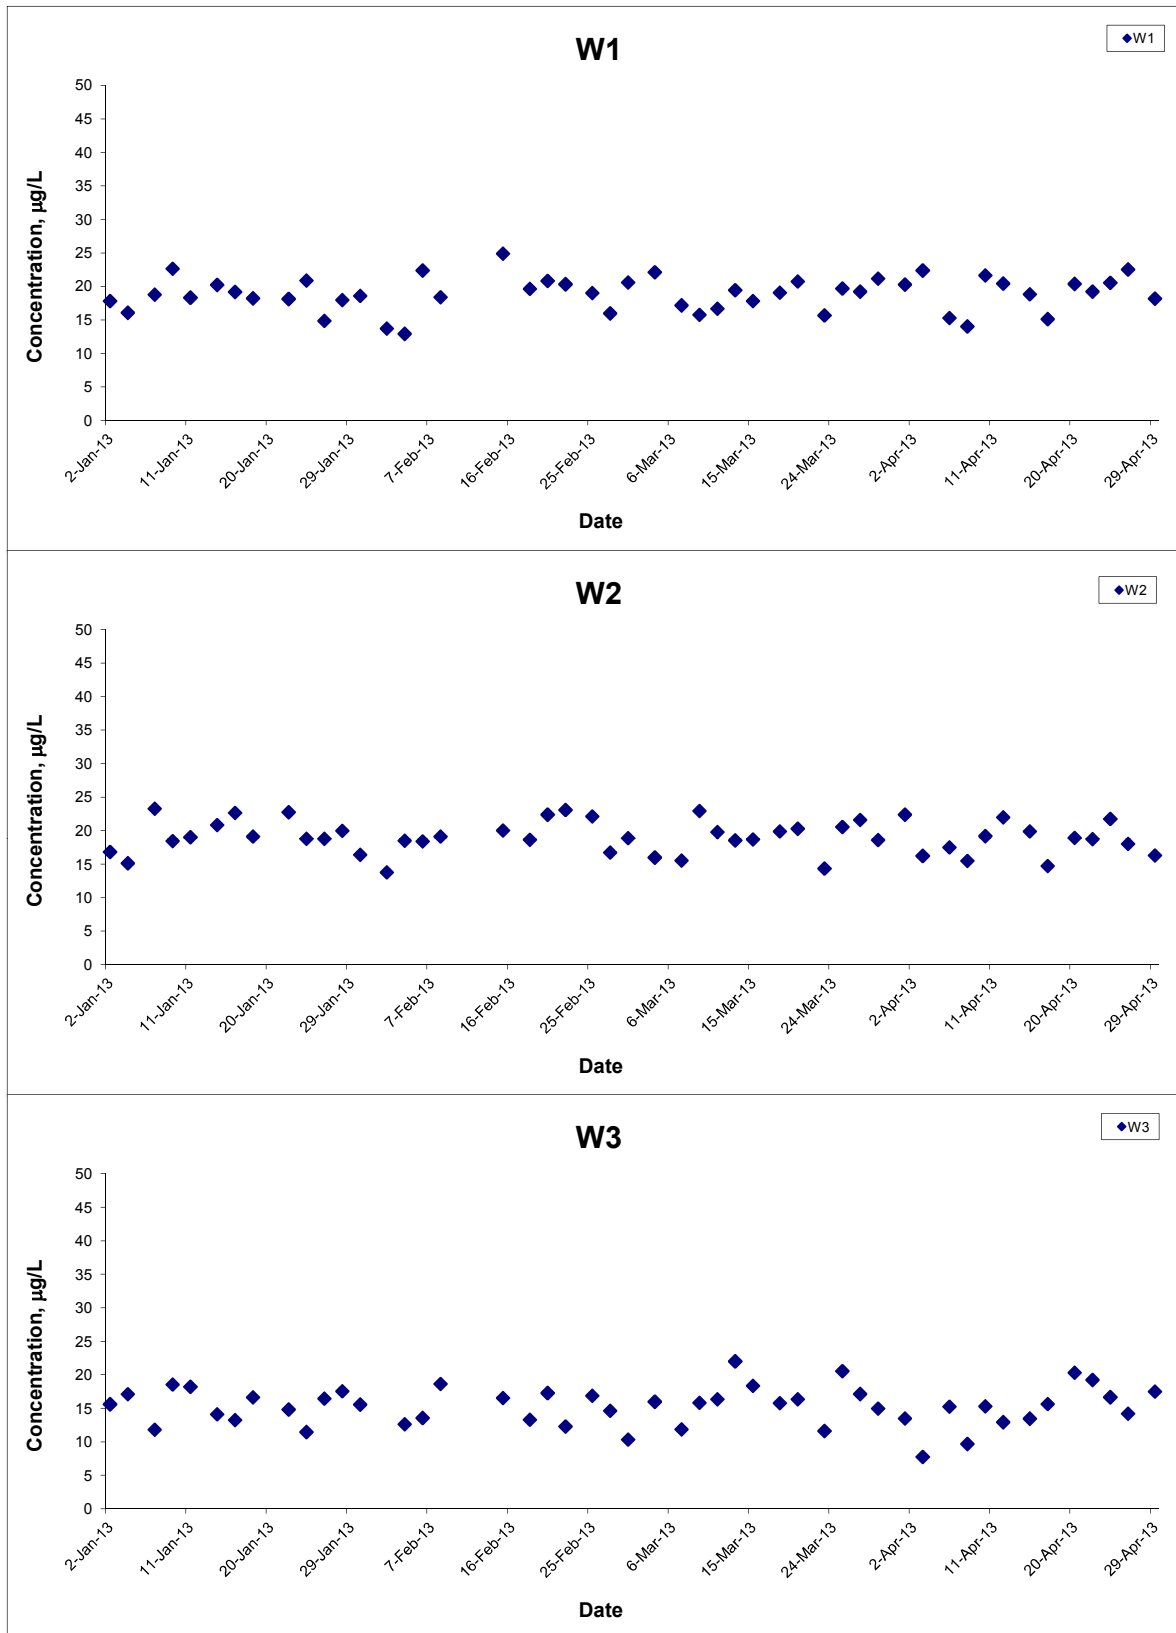 W1
W1
50
45
40
35
30
25
20
15
10
5
0
Concentration, µg/L
2-Jan-13
11-Jan-13
20-Jan-13
29-Jan-13
7-Feb-13
16-Feb-13
25-Feb-13
6-Mar-13
15-Mar-13
24-Mar-13
2-Apr-13
11-Apr-13
20-Apr-13
29-Apr-13
Date
W2
W2
50
45
40
35
30
25
20
15
10
5
0
Concentration, µg/L
2-Jan-13
11-Jan-13
20-Jan-13
29-Jan-13
7-Feb-13
16-Feb-13
25-Feb-13
6-Mar-13
15-Mar-13
24-Mar-13
2-Apr-13
11-Apr-13
20-Apr-13
29-Apr-13
Date
W3
W3
50
45
40
35
30
25
20
15
10
5
0
Concentration, µg/L
2-Jan-13
11-Jan-13
20-Jan-13
29-Jan-13
7-Feb-13
16-Feb-13
25-Feb-13
6-Mar-13
15-Mar-13
24-Mar-13
2-Apr-13
11-Apr-13
20-Apr-13
29-Apr-13
Date